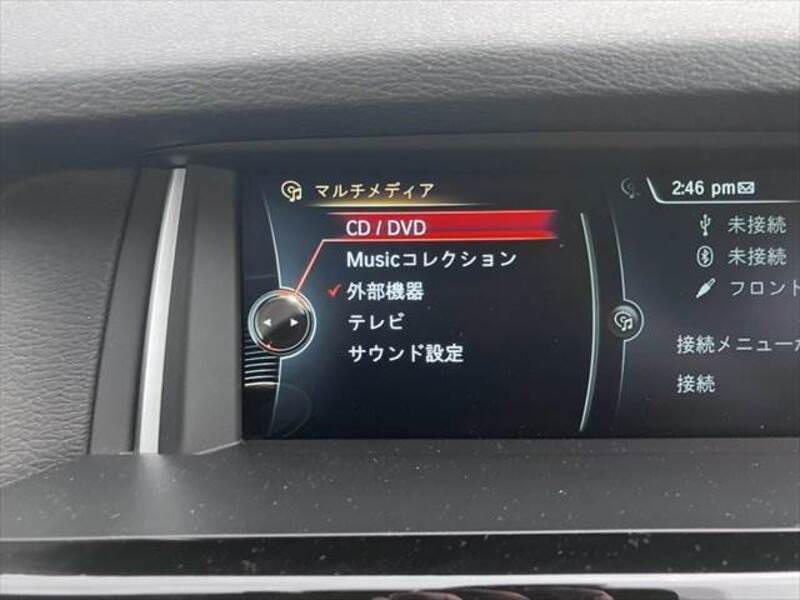 マルチメディア
CD / DVD
Musicコレクション
外部機器
テレビ
サウンド設定
2:46 pm
未接続
未接続
フロント
接続メニューが
接続